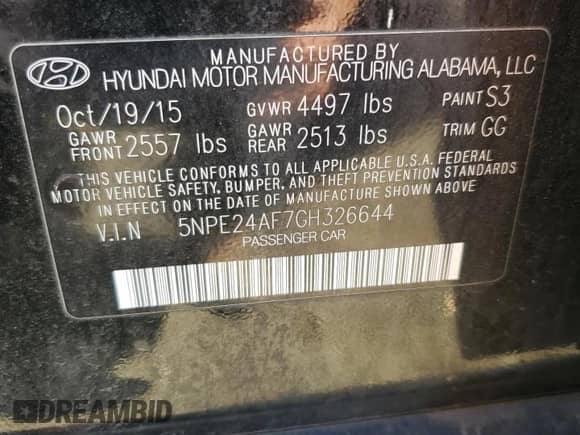 MANUFACTURED BY
HYUNDAI MOTOR MANUFACTURING ALABAMA, LLC
Oct/19/15 GVWR 4497 lbs PAINT S3
GAWR FRONT 2557 lbs GAWR REAR 2513 lbs TRIM GG
THIS VEHICLE CONFORMS TO ALL APPLICABLE U.S.A. FEDERAL
MOTOR VEHICLE SAFETY, BUMPER, AND THEFT PREVENTION STANDARDS
IN EFFECT ON THE DATE OF MANUFACTURE SHOWN ABOVE
V.I.N 5NPE24AF7GH326644
PASSENGER CAR
DREAMBID